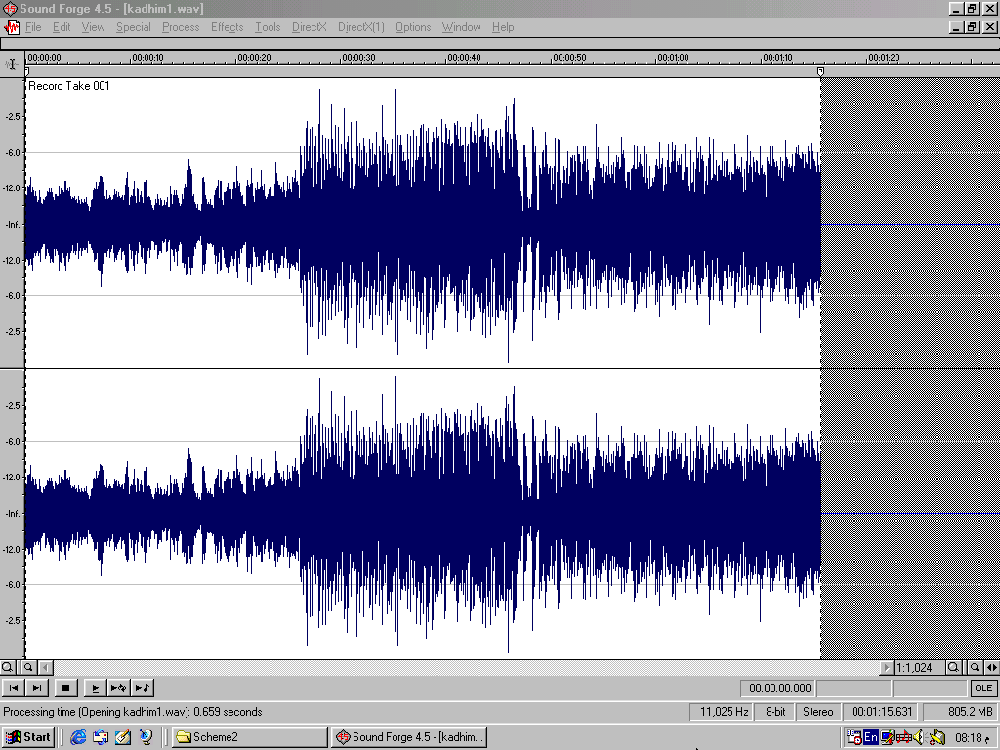 Sound Forge 4.5 - [kadhim1.wav]
File Edit View Special Process Effects Tools DirectX DirectX(1) Options Window Help
00:00:00 00:00:10 00:00:20 00:00:30 00:00:40 00:00:50 00:01:00 00:01:10 00:01:20
Record Take 001
-2.5
-6.0
-12.0
-Inf.
-12.0
-6.0
-2.5
-2.5
-6.0
-12.0
-Inf.
-12.0
-6.0
-2.5
1:1,024
00:00:00.000 OLE
Processing time (Opening kadhim1.wav): 0.659 seconds 11,025 Hz 8-bit Stereo 00:01:15.631 805.2 MB
Start Scheme2 Sound Forge 4.5 - [kadhim... En 08:18 م